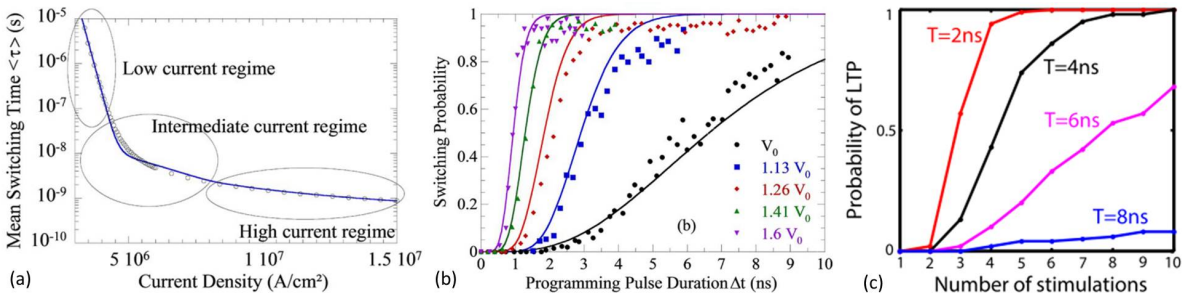 Mean Switching Time <τ> (s)
10^-5
10^-6
10^-7
10^-8
10^-9
10^-10
Low current regime
Intermediate current regime
High current regime
5 10^6
1 10^7
1.5 10^7
(a)
Current Density (A/cm²)
Switching Probability
1
0.8
0.6
0.4
0.2
0
V_0
1.13 V_0
1.26 V_0
1.41 V_0
1.6 V_0
(b)
0 1 2 3 4 5 6 7 8 9 10
(b)
Programming Pulse Duration Δt (ns)
Probability of LTP
1
0.5
0
T=2ns
T=4ns
T=6ns
T=8ns
1 2 3 4 5 6 7 8 9 10
(c)
Number of stimulations